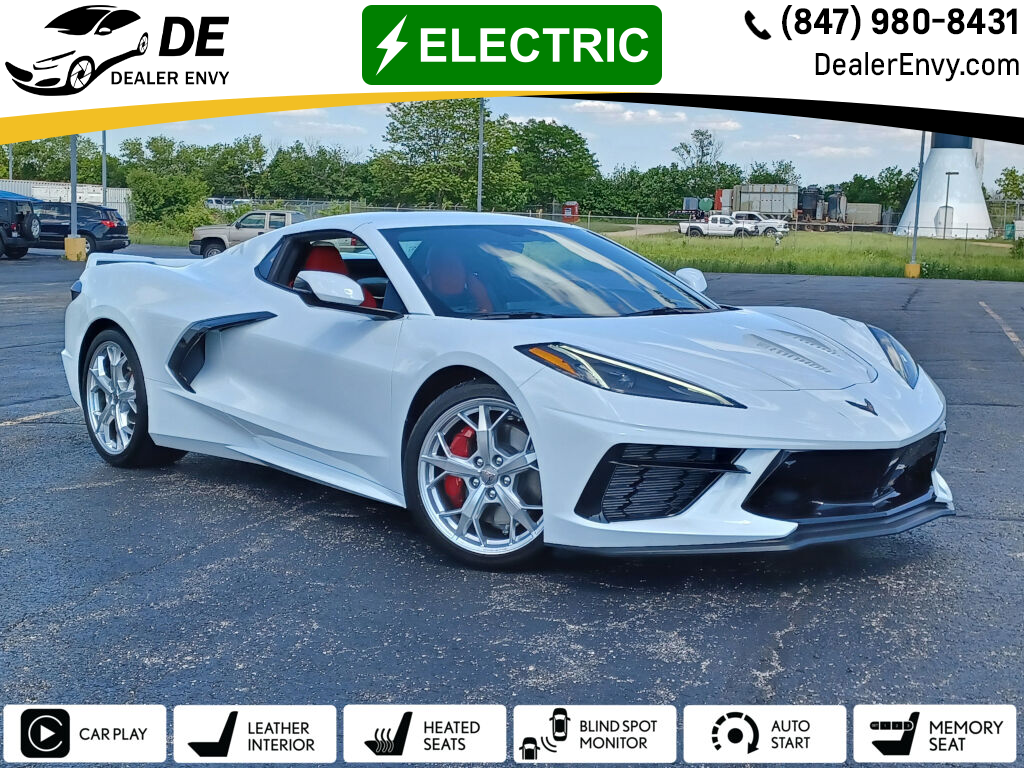 DE
DEALER ENVY
ELECTRIC
(847) 980-8431
DealerEnvy.com
CAR PLAY
LEATHER
INTERIOR
HEATED
SEATS
BLIND SPOT
MONITOR
AUTO
START
MEMORY
SEAT